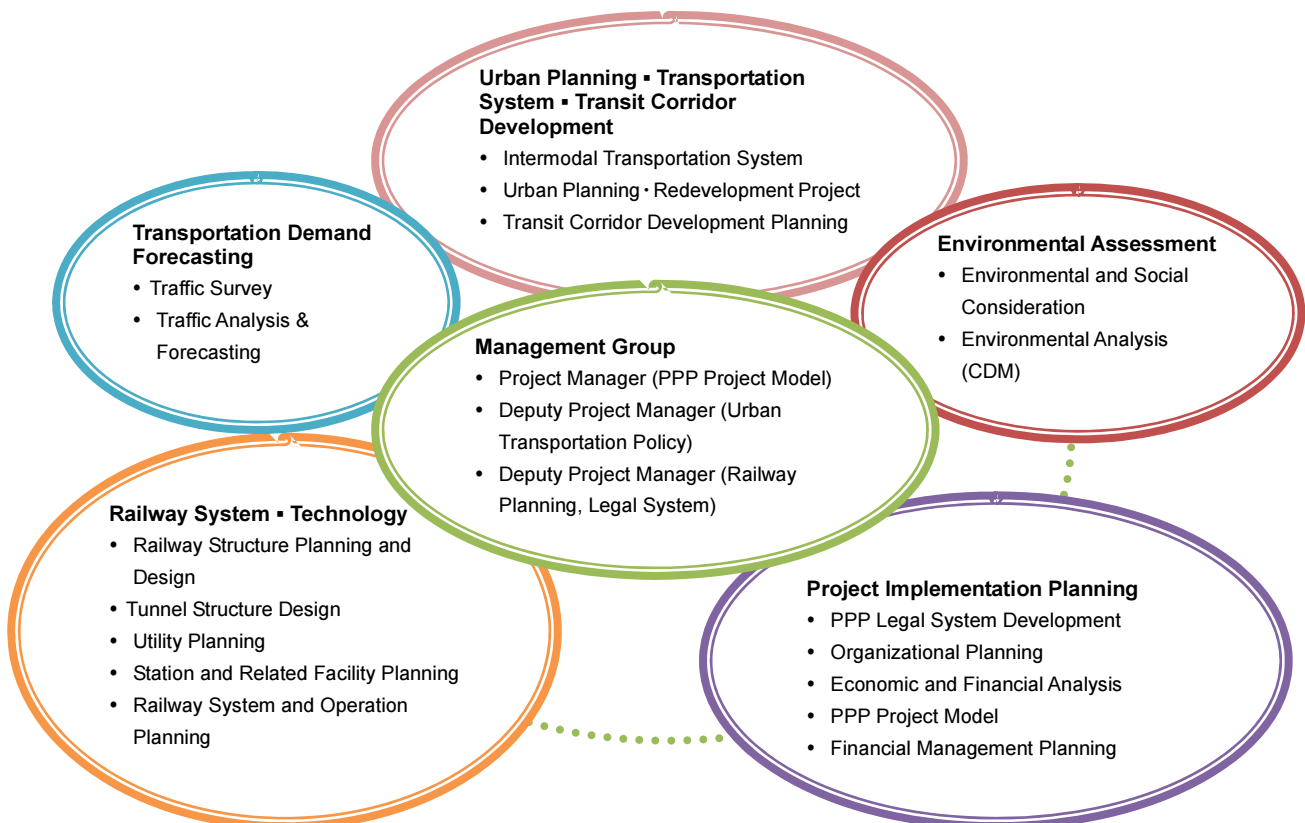 Urban Planning ▪ Transportation
System ▪ Transit Corridor
Development
• Intermodal Transportation System
• Urban Planning・Redevelopment Project
• Transit Corridor Development Planning
Transportation Demand
Forecasting
• Traffic Survey
• Traffic Analysis &
Forecasting
Environmental Assessment
• Environmental and Social
Consideration
• Environmental Analysis
(CDM)
Management Group
• Project Manager (PPP Project Model)
• Deputy Project Manager (Urban
Transportation Policy)
• Deputy Project Manager (Railway
Planning, Legal System)
Railway System ▪ Technology
• Railway Structure Planning and
Design
• Tunnel Structure Design
• Utility Planning
• Station and Related Facility Planning
• Railway System and Operation
Planning
Project Implementation Planning
• PPP Legal System Development
• Organizational Planning
• Economic and Financial Analysis
• PPP Project Model
• Financial Management Planning